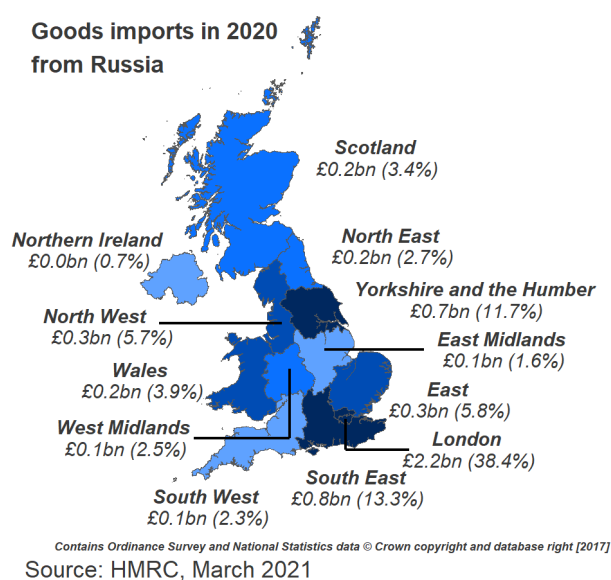 Goods imports in 2020
from Russia
Scotland
£0.2bn (3.4%)
Northern Ireland
£0.0bn (0.7%)
North East
£0.2bn (2.7%)
Yorkshire and the Humber
£0.7bn (11.7%)
North West
£0.3bn (5.7%)
East Midlands
£0.1bn (1.6%)
Wales
£0.2bn (3.9%)
East
£0.3bn (5.8%)
West Midlands
£0.1bn (2.5%)
London
£2.2bn (38.4%)
South West
£0.1bn (2.3%)
South East
£0.8bn (13.3%)
Contains Ordinance Survey and National Statistics data © Crown copyright and database right [2017]
Source: HMRC, March 2021